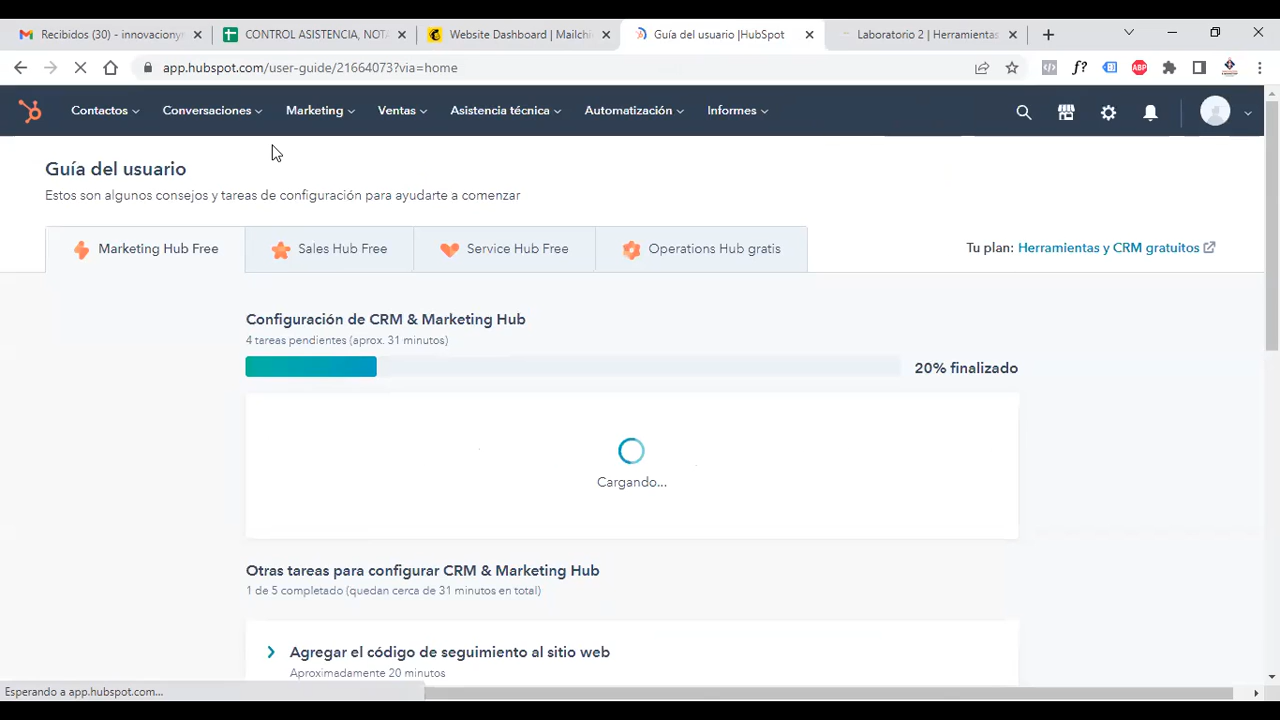 Recibidos (30) - innovaciony
CONTROL ASISTENCIA, NOTA
Website Dashboard | Mailchi
Guía del usuario |HubSpot
Laboratorio 2 | Herramientas
app.hubspot.com/user-guide/21664073?via=home
f?
ABP
Contactos
Conversaciones
Marketing
Ventas
Asistencia técnica
Automatización
Informes
Guía del usuario
Estos son algunos consejos y tareas de configuración para ayudarte a comenzar
Marketing Hub Free
Sales Hub Free
Service Hub Free
Operations Hub gratis
Tu plan: Herramientas y CRM gratuitos
Configuración de CRM & Marketing Hub
4 tareas pendientes (aprox. 31 minutos)
20% finalizado
Cargando...
Otras tareas para configurar CRM & Marketing Hub
1 de 5 completado (quedan cerca de 31 minutos en total)
Agregar el código de seguimiento al sitio web
Aproximadamente 20 minutos
Esperando a app.hubspot.com...